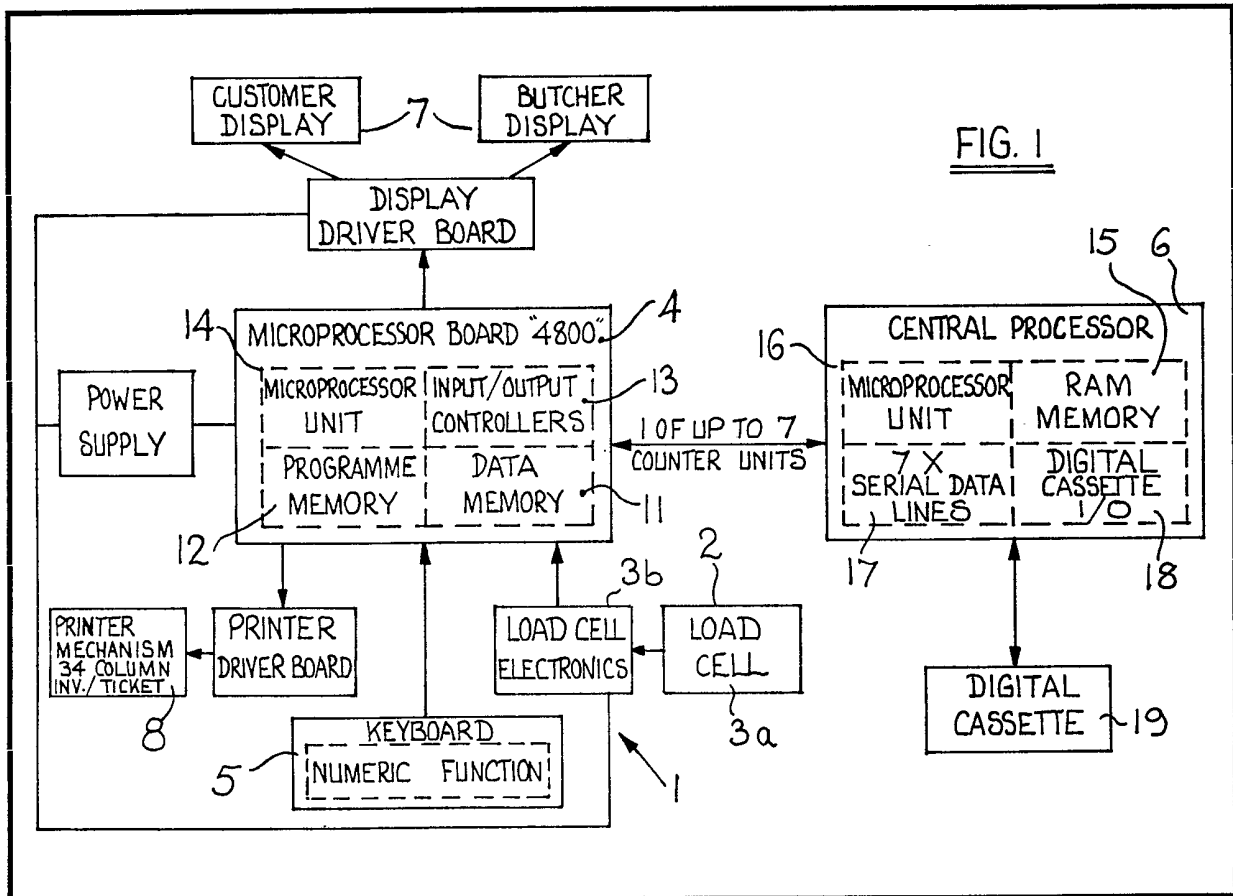 CUSTOMER
DISPLAY
7
BUTCHER
DISPLAY
FIG. 1
DISPLAY
DRIVER BOARD
15
6
14
MICROPROCESSOR BOARD "4800"
4
CENTRAL PROCESSOR
16
MICROPROCESSOR
UNIT
INPUT/OUTPUT
CONTROLLERS
13
MICROPROCESSOR
UNIT
RAM
MEMORY
POWER
SUPPLY
1 OF UP TO 7
COUNTER UNITS
PROGRAMME
MEMORY
DATA
MEMORY
11
7 X
SERIAL DATA
LINES
DIGITAL
CASSETTE
I/O
12
17
18
2
3b
PRINTER
MECHANISM
34 COLUMN
INV./TICKET
8
PRINTER
DRIVER BOARD
LOAD CELL
ELECTRONICS
LOAD
CELL
3a
DIGITAL
CASSETTE
19
KEYBOARD
5
NUMERIC FUNCTION
1